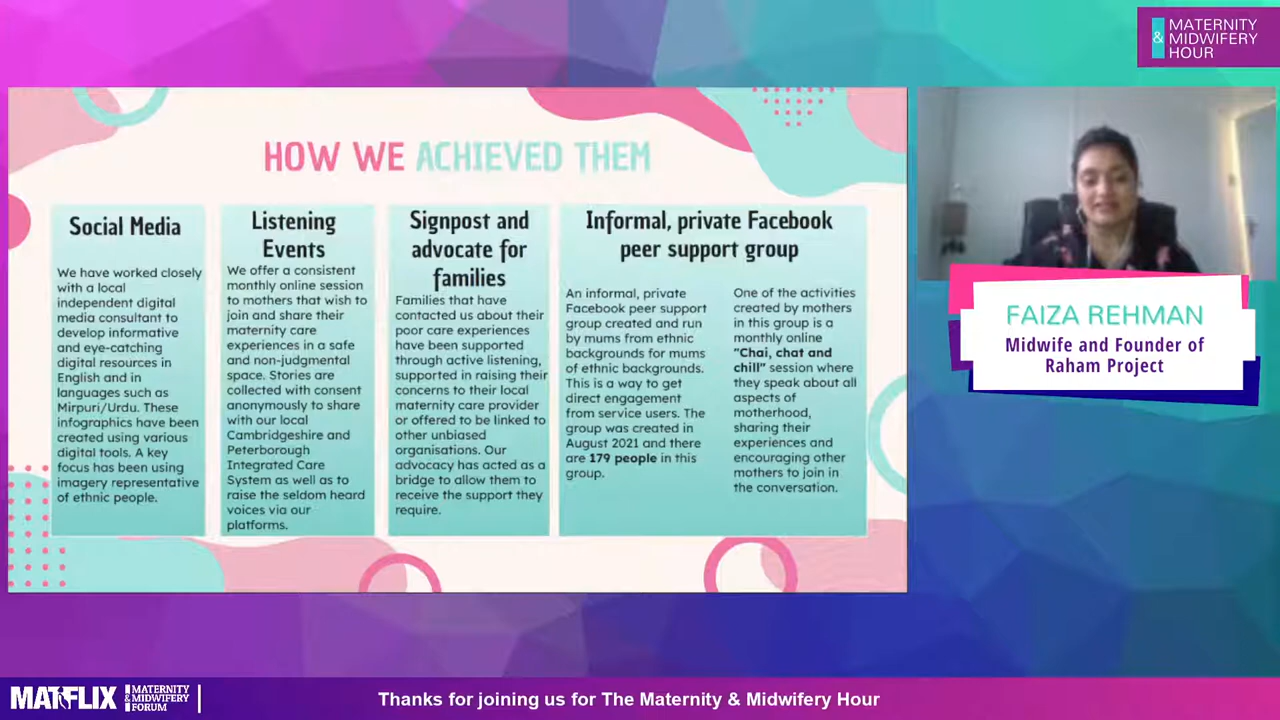 MATERNITY
& MIDWIFERY
HOUR
HOW WE ACHIEVED THEM
Social Media
We have worked closely
with a local
independent digital
media consultant to
develop informative
and eye-catching
digital resources in
English and in
languages such as
Mirpuri/Urdu. These
infographics have been
created using various
digital tools. A key
focus has been using
imagery representative
of ethnic people.
Listening
Events
We offer a consistent
monthly online session
to mothers that wish to
join and share their
maternity care
experiences in a safe
and non-judgmental
space. Stories are
collected with consent
anonymously to share
with our local
Cambridgeshire and
Peterborough
Integrated Care
System as well as to
raise the seldom heard
voices via our
platforms.
Signpost and
advocate for
families
Families that have
contacted us about their
poor care experiences
have been supported
through active listening,
supported in raising their
concerns to their local
maternity care provider
or offered to be linked to
other unbiased
organisations. Our
advocacy has acted as a
bridge to allow them to
receive the support they
require.
Informal, private Facebook
peer support group
An informal, private
Facebook peer support
group created and run
by mums from ethnic
backgrounds for mums
of ethnic backgrounds.
This is a way to get
direct engagement
from service users. The
group was created in
August 2021 and there
are 179 people in this
group.
One of the activities
created by mothers
in this group is a
monthly online
"Chai, chat and
chill" session where
they speak about all
aspects of
motherhood,
sharing their
experiences and
encouraging other
mothers to join in
the conversation.
FAIZA REHMAN
Midwife and Founder of
Raham Project
MATFLIX
MATERNITY
& MIDWIFERY
FORUM
Thanks for joining us for The Maternity & Midwifery Hour